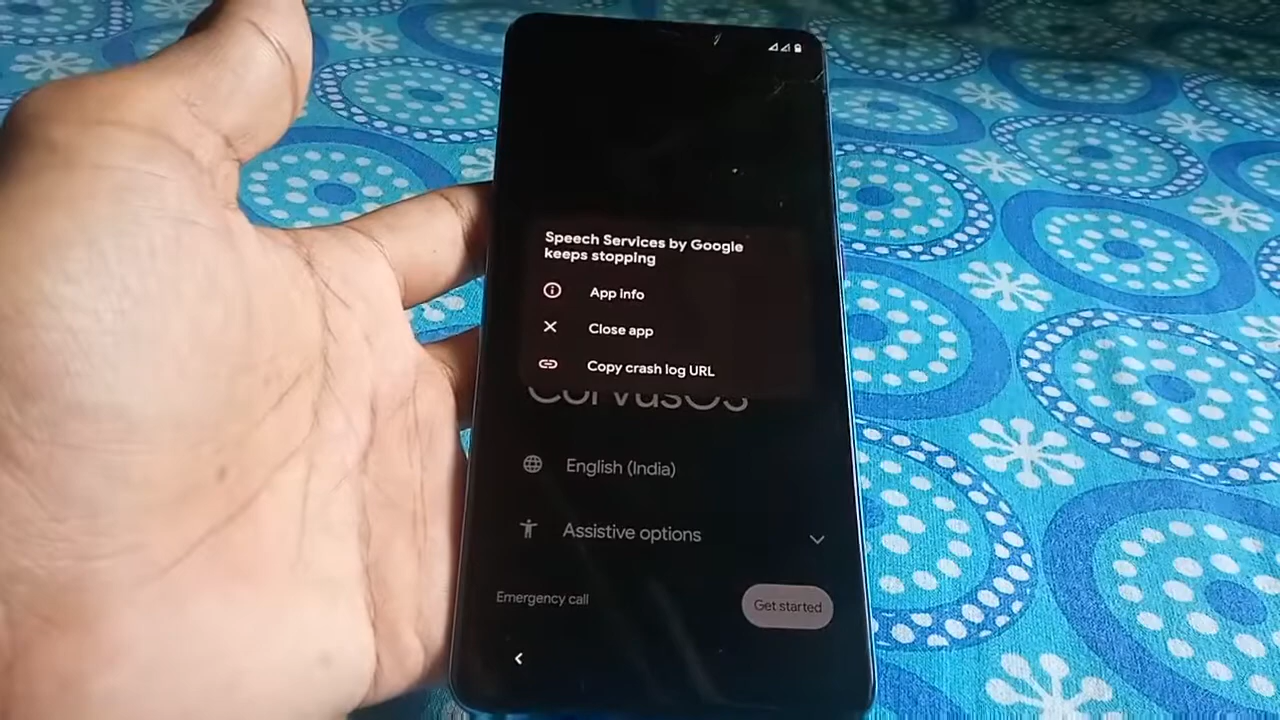 Speech Services by Google
keeps stopping
App info
Close app
Copy crash log URL
CorvusOS
English (India)
Assistive options
Emergency call
Get started